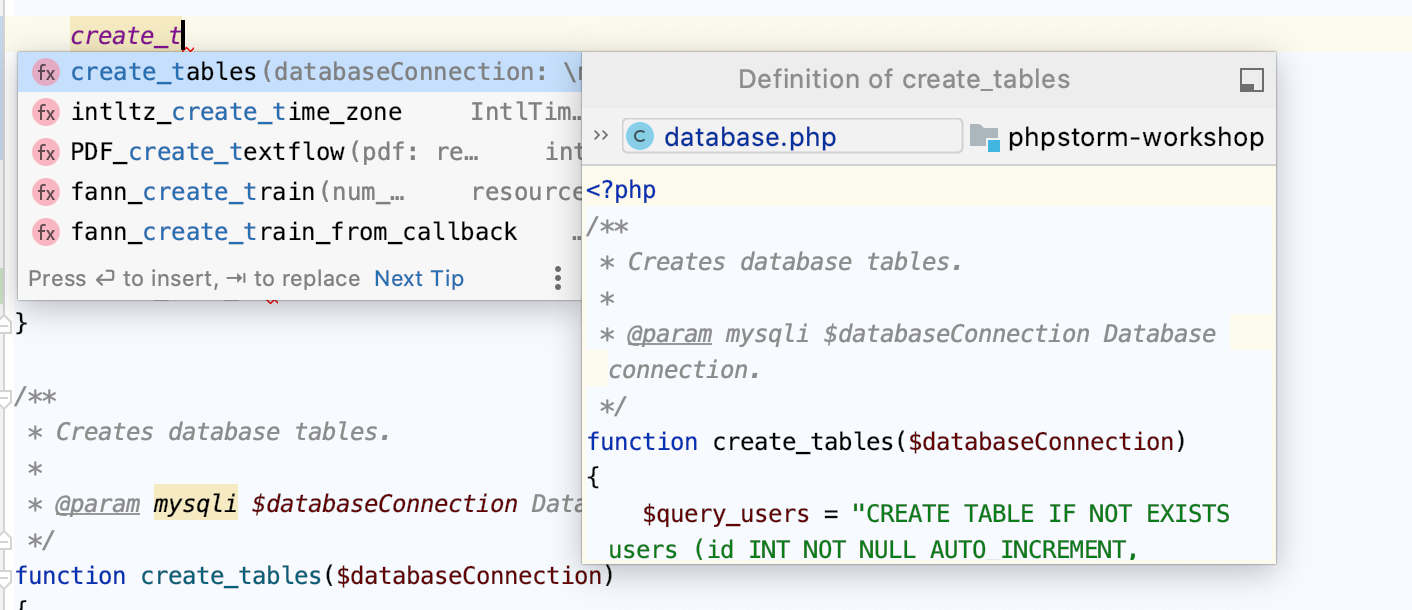 create_t
fx create_tables(databaseConnection: \
fx intltz_create_time_zone IntlTim…
fx PDF_create_textflow(pdf: re… int
fx fann_create_train(num_… resource
fx fann_create_train_from_callback …
Press ⏎ to insert, ⇥ to replace Next Tip
}
/**
* Creates database tables.
*
* @param mysqli $databaseConnection Data
*/
function create_tables($databaseConnection)
{
Definition of create_tables
>> C database.php phpstorm-workshop
<?php
/**
* Creates database tables.
*
* @param mysqli $databaseConnection Database
connection.
*/
function create_tables($databaseConnection)
{
$query_users = "CREATE TABLE IF NOT EXISTS
users (id INT NOT NULL AUTO_INCREMENT,